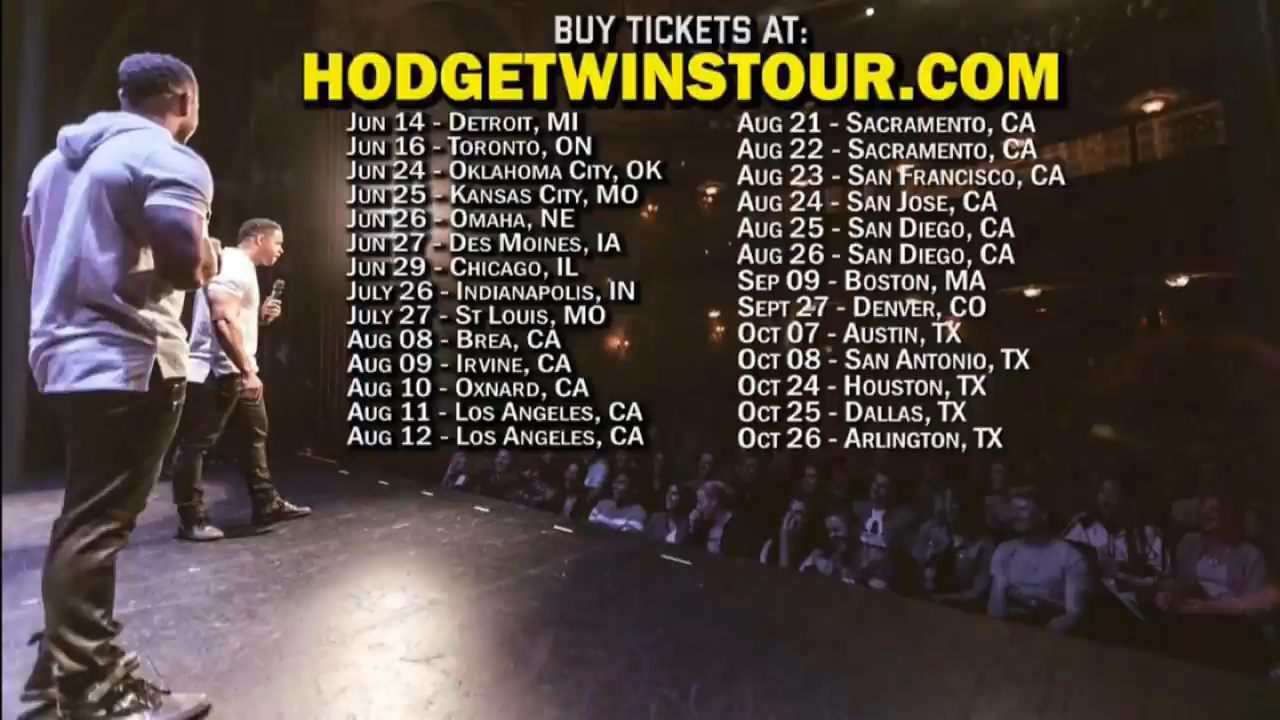 BUY TICKETS AT:
HODGETWINSTOUR.COM
JUN 14 - DETROIT, MI
JUN 16 - TORONTO, ON
JUN 24 - OKLAHOMA CITY, OK
JUN 25 - KANSAS CITY, MO
JUN 26 - OMAHA, NE
JUN 27 - DES MOINES, IA
JUN 29 - CHICAGO, IL
JULY 26 - INDIANAPOLIS, IN
JULY 27 - ST LOUIS, MO
AUG 08 - BREA, CA
AUG 09 - IRVINE, CA
AUG 10 - OXNARD, CA
AUG 11 - LOS ANGELES, CA
AUG 12 - LOS ANGELES, CA
AUG 21 - SACRAMENTO, CA
AUG 22 - SACRAMENTO, CA
AUG 23 - SAN FRANCISCO, CA
AUG 24 - SAN JOSE, CA
AUG 25 - SAN DIEGO, CA
AUG 26 - SAN DIEGO, CA
SEP 09 - BOSTON, MA
SEPT 27 - DENVER, CO
OCT 07 - AUSTIN, TX
OCT 08 - SAN ANTONIO, TX
OCT 24 - HOUSTON, TX
OCT 25 - DALLAS, TX
OCT 26 - ARLINGTON, TX